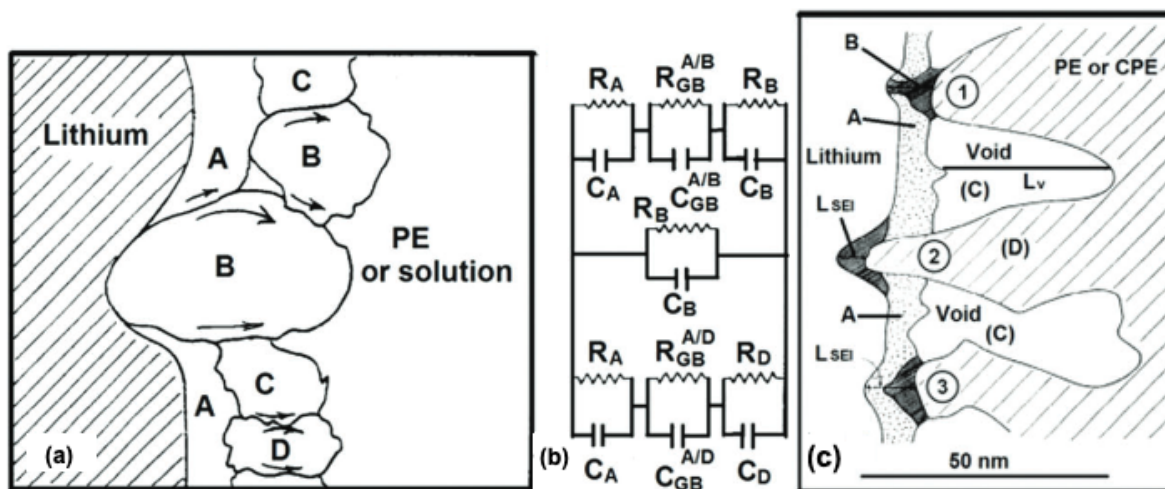 Lithium
A
C
B
B
PE
or solution
A
C
D
(a)
R_A R_GB^A/B R_B
C_A C_GB^A/B C_B
R_B
C_B
R_A R_GB^A/D R_D
C_A C_GB^A/D C_D
(b)
B
A
Lithium
L_SEI
A
L_SEI
1
PE or CPE
Void
(C)
L_v
2
(D)
Void
(C)
3
50 nm
(c)